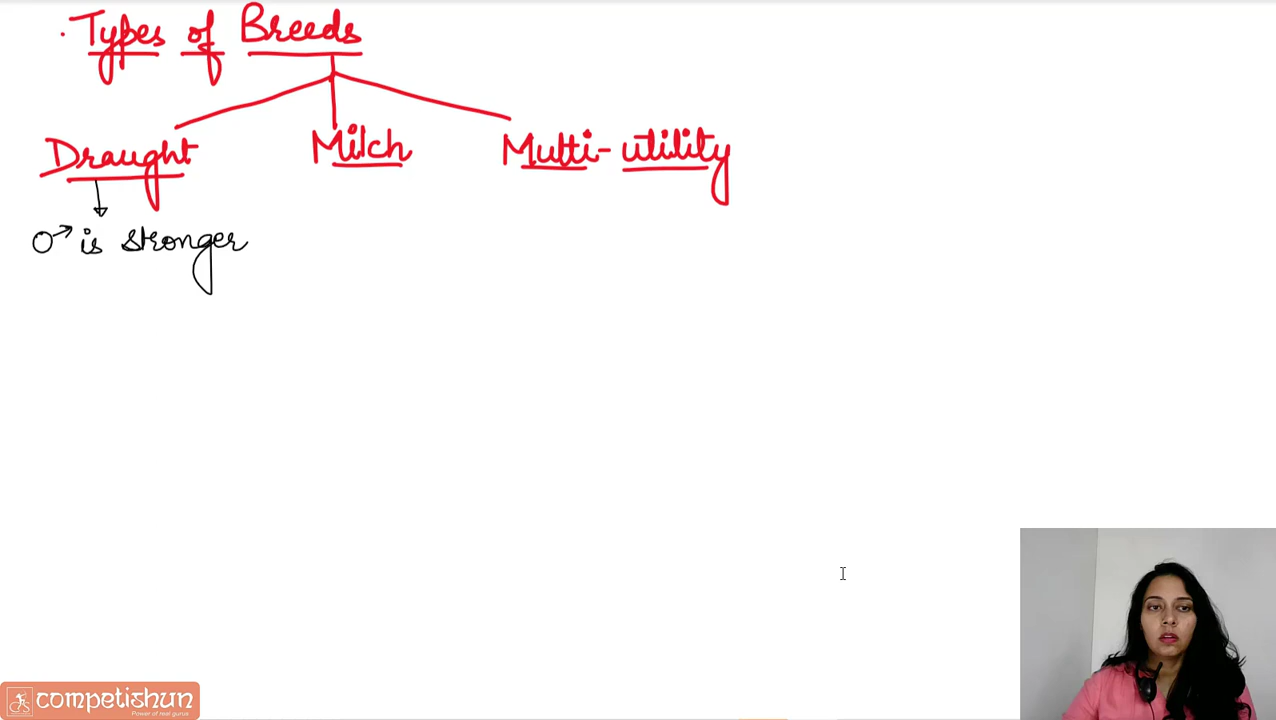 . Types of Breeds
Draught Milch Multi-utility
♂ is stronger
competishun
Power of real gurus